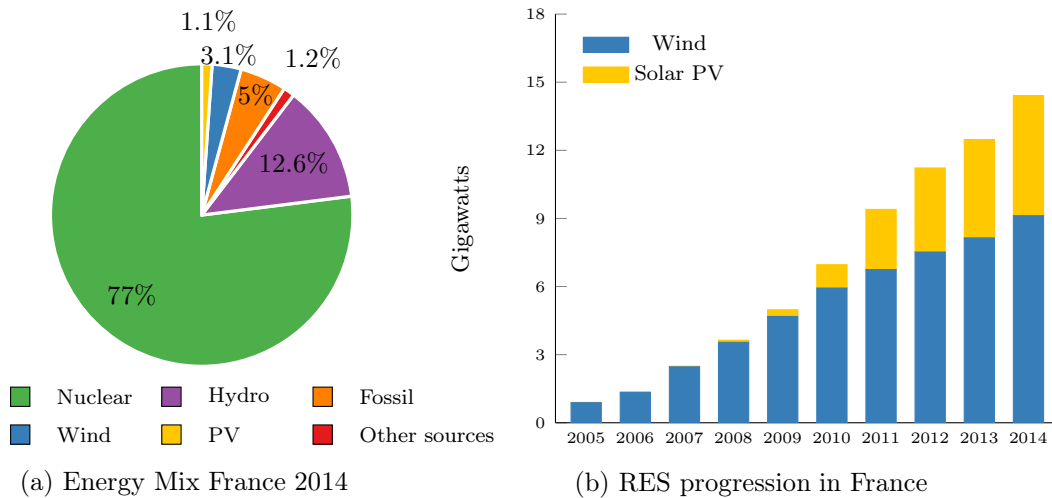 1.1%
3.1%
1.2%
5%
12.6%
77%
Nuclear
Hydro
Fossil
Wind
PV
Other sources
(a) Energy Mix France 2014
Gigawatts
18
15
12
9
6
3
0
Wind
Solar PV
2005 2006 2007 2008 2009 2010 2011 2012 2013 2014
(b) RES progression in France